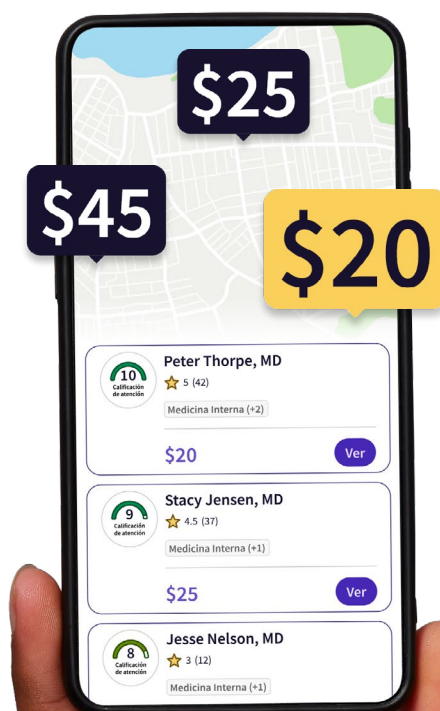 $25
$45
$20
10
Calificación
de atención
Peter Thorpe, MD
5 (42)
Medicina Interna (+2)
$20
Ver
9
Calificación
de atención
Stacy Jensen, MD
4.5 (37)
Medicina Interna (+1)
$25
Ver
8
Calificación
de atención
Jesse Nelson, MD
3 (12)
Medicina Interna (+1)